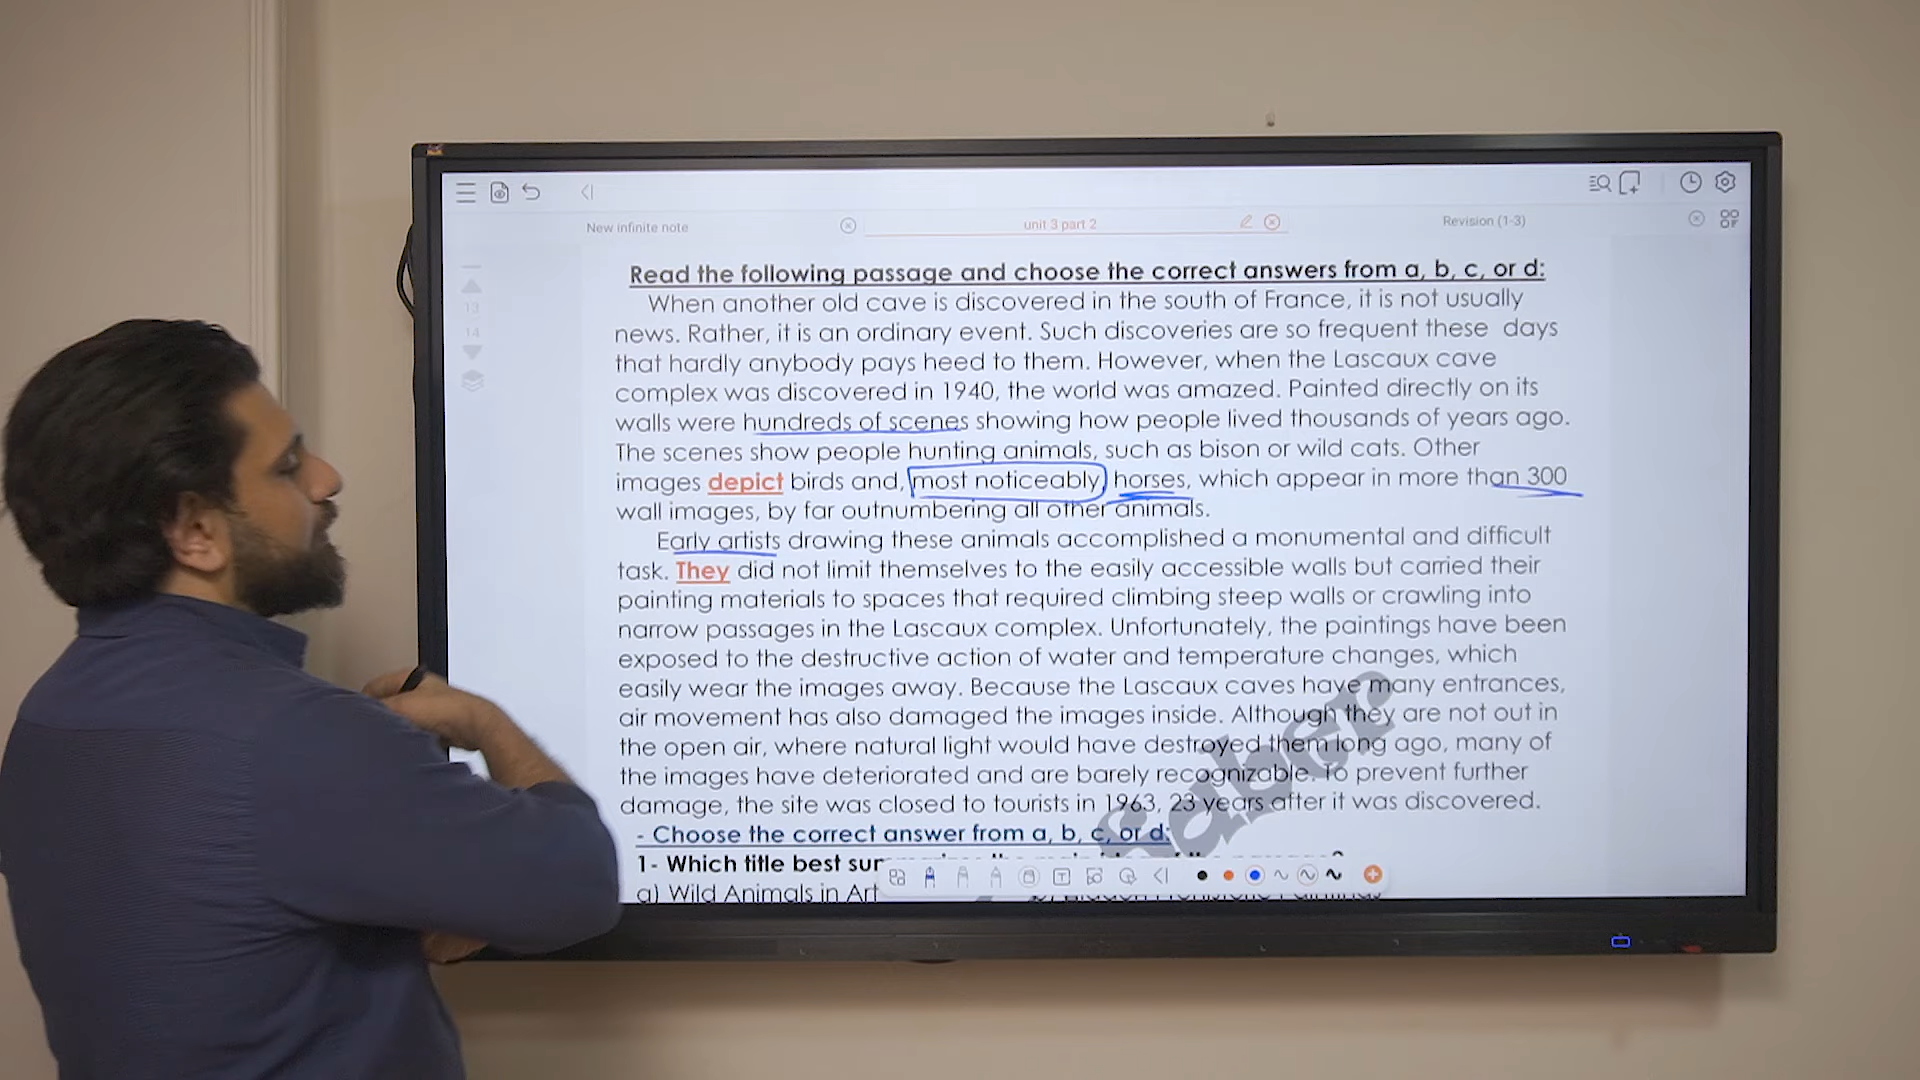 New infinite note
unit 3 part 2
Revision (1-3)
13
14
Read the following passage and choose the correct answers from a, b, c, or d:
When another old cave is discovered in the south of France, it is not usually
news. Rather, it is an ordinary event. Such discoveries are so frequent these days
that hardly anybody pays heed to them. However, when the Lascaux cave
complex was discovered in 1940, the world was amazed. Painted directly on its
walls were hundreds of scenes showing how people lived thousands of years ago.
The scenes show people hunting animals, such as bison or wild cats. Other
images depict birds and, most noticeably, horses, which appear in more than 300
wall images, by far outnumbering all other animals.
Early artists drawing these animals accomplished a monumental and difficult
task. They did not limit themselves to the easily accessible walls but carried their
painting materials to spaces that required climbing steep walls or crawling into
narrow passages in the Lascaux complex. Unfortunately, the paintings have been
exposed to the destructive action of water and temperature changes, which
easily wear the images away. Because the Lascaux caves have many entrances,
air movement has also damaged the images inside. Although they are not out in
the open air, where natural light would have destroyed them long ago, many of
the images have deteriorated and are barely recognizable. To prevent further
damage, the site was closed to tourists in 1963, 23 years after it was discovered.
- Choose the correct answer from a, b, c, or d:
1- Which title best
a) Wild Animals in Art